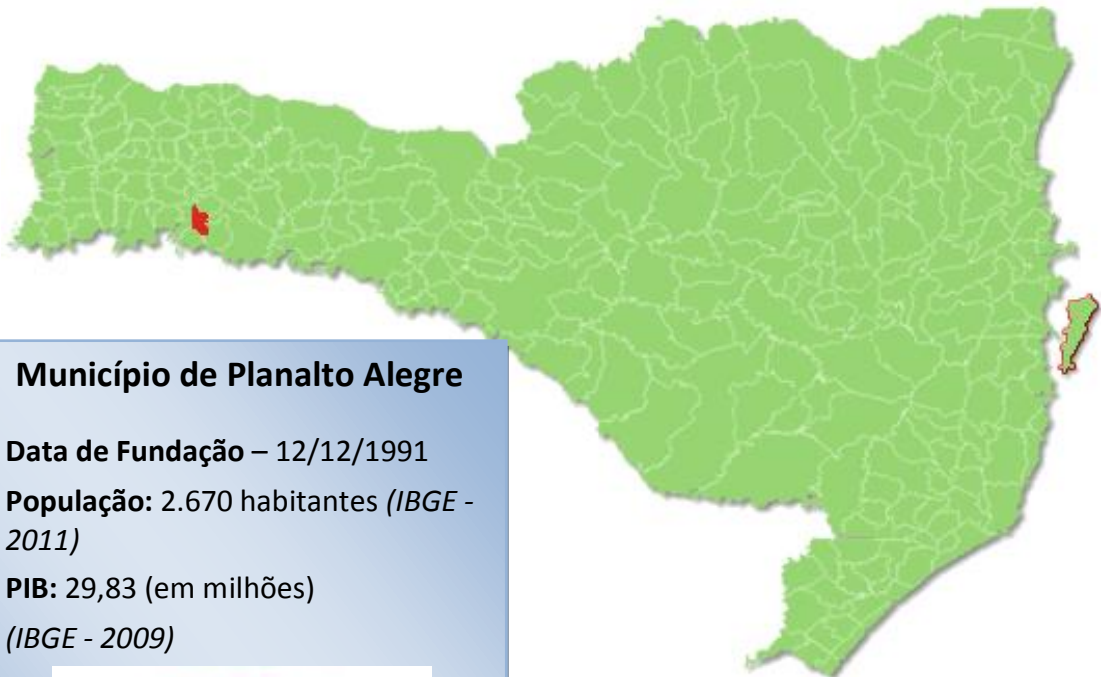 Município de Planalto Alegre
Data de Fundação – 12/12/1991
População: 2.670 habitantes (IBGE -
2011)
PIB: 29,83 (em milhões)
(IBGE - 2009)